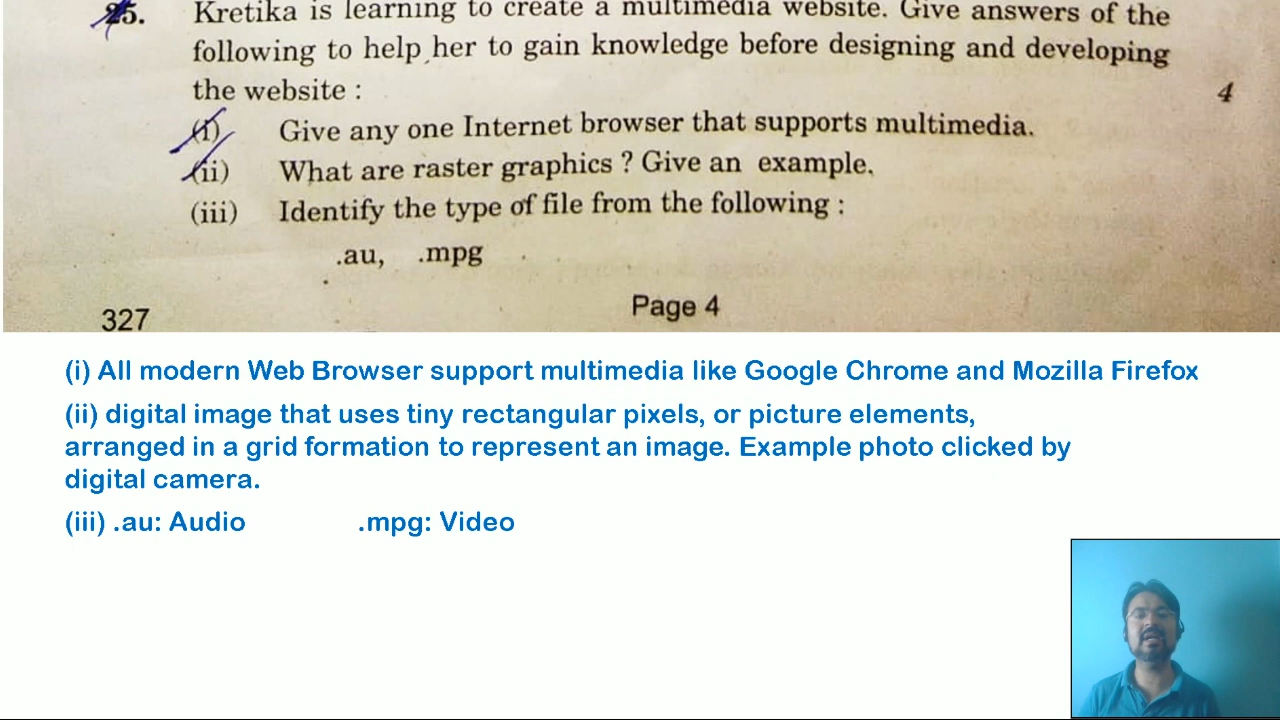 25. Kretika is learning to create a multimedia website. Give answers of the
following to help her to gain knowledge before designing and developing
the website :
4
(i) Give any one Internet browser that supports multimedia.
(ii) What are raster graphics ? Give an example.
(iii) Identify the type of file from the following :
.au, .mpg
327 Page 4
(i) All modern Web Browser support multimedia like Google Chrome and Mozilla Firefox
(ii) digital image that uses tiny rectangular pixels, or picture elements,
arranged in a grid formation to represent an image. Example photo clicked by
digital camera.
(iii) .au: Audio .mpg: Video